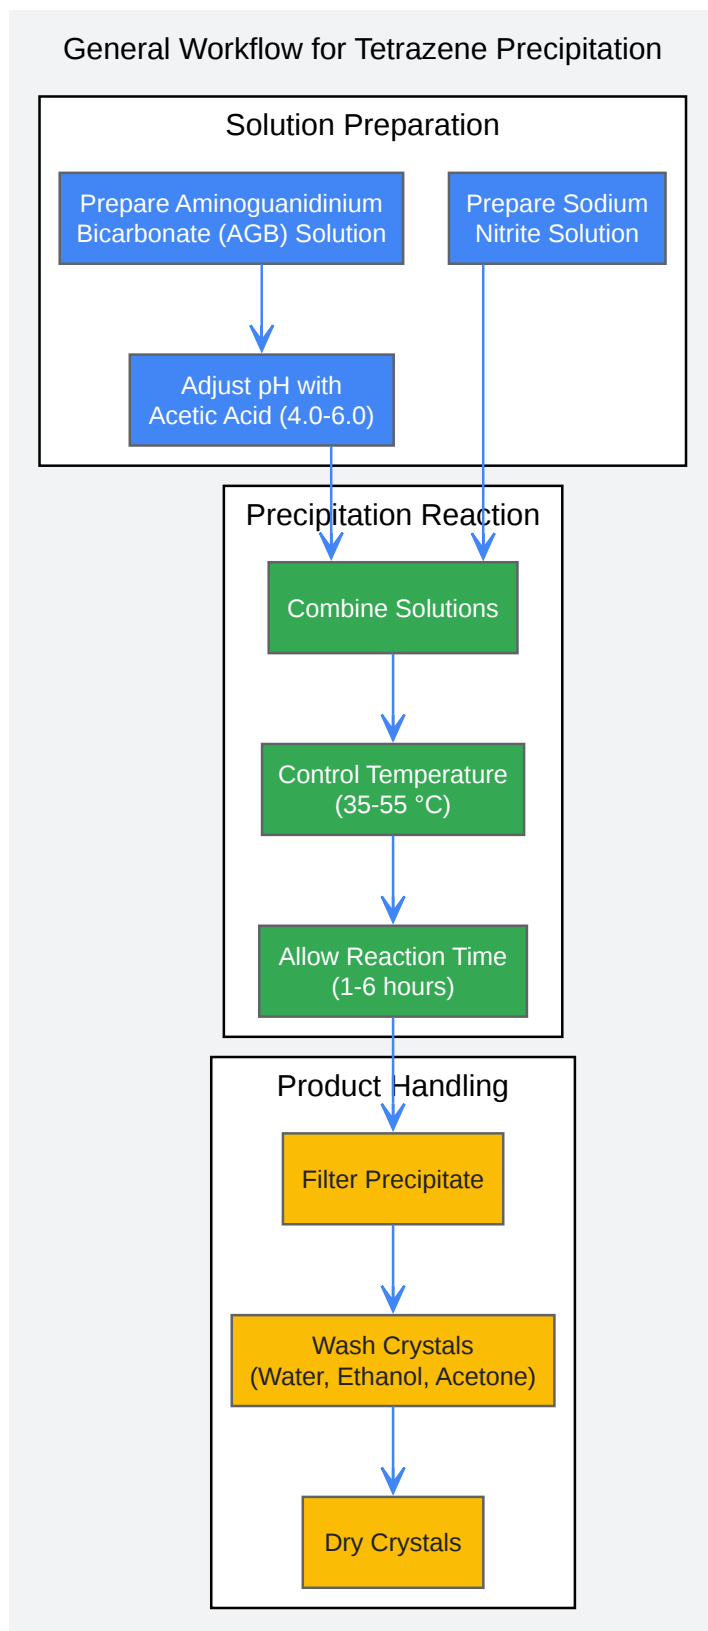 General Workflow for Tetrazene Precipitation
Solution Preparation
Prepare Aminoguanidinium
Bicarbonate (AGB) Solution
Prepare Sodium
Nitrite Solution
Adjust pH with
Acetic Acid (4.0-6.0)
Precipitation Reaction
Combine Solutions
Control Temperature
(35-55 °C)
Allow Reaction Time
(1-6 hours)
Product Handling
Filter Precipitate
Wash Crystals
(Water, Ethanol, Acetone)
Dry Crystals